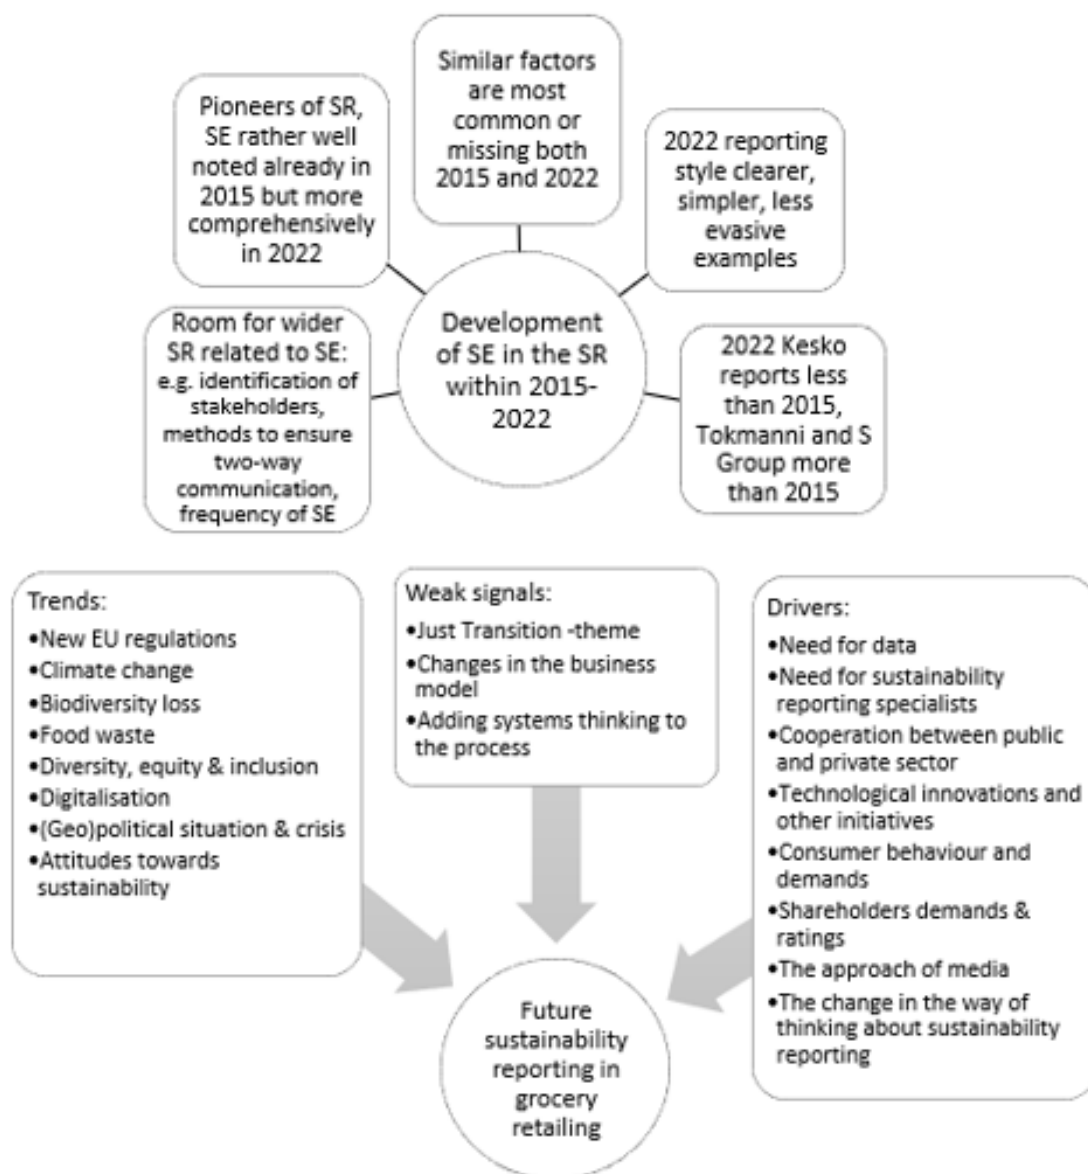 Similar factors
are most
common or
missing both
2015 and 2022
Pioneers of SR,
SE rather well
noted already in
2015 but more
comprehensively
in 2022
2022 reporting
style clearer,
simpler, less
evasive
examples
Room for wider
SR related to SE:
e.g. identification of
stakeholders,
methods to ensure
two-way
communication,
frequency of SE
Development
of SE in the SR
within 2015-
2022
2022 Kesko
reports less
than 2015,
Tokmanni and S
Group more
than 2015
Trends:
•New EU regulations
•Climate change
•Biodiversity loss
•Food waste
•Diversity, equity & inclusion
•Digitalisation
•(Geo)political situation & crisis
•Attitudes towards
sustainability
Weak signals:
•Just Transition -theme
•Changes in the business
model
•Adding systems thinking to
the process
Drivers:
•Need for data
•Need for sustainability
reporting specialists
•Cooperation between public
and private sector
•Technological innovations and
other initiatives
•Consumer behaviour and
demands
•Shareholders demands &
ratings
•The approach of media
•The change in the way of
thinking about sustainability
reporting
Future
sustainability
reporting in
grocery
retailing